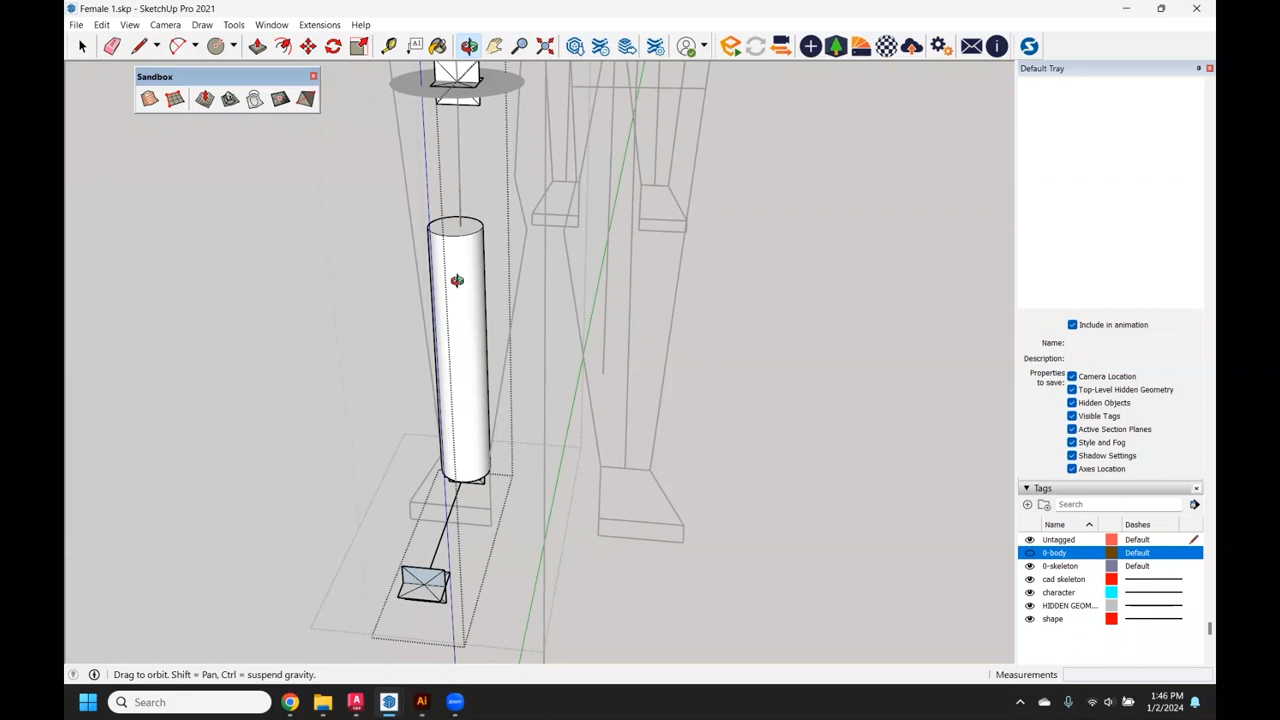 Female 1.skp - SketchUp Pro 2021
File Edit View Camera Draw Tools Window Extensions Help
Sandbox
Default Tray
Include in animation
Name:
Description:
Properties to save:
Camera Location
Top-Level Hidden Geometry
Hidden Objects
Visible Tags
Active Section Planes
Style and Fog
Shadow Settings
Axes Location
Tags
Search
Name Dashes
Untagged Default
0-body Default
0-skeleton Default
cad skeleton
character
HIDDEN GEOM...
shape
Drag to orbit. Shift = Pan, Ctrl = suspend gravity.
Measurements
Search
1:46 PM
1/2/2024